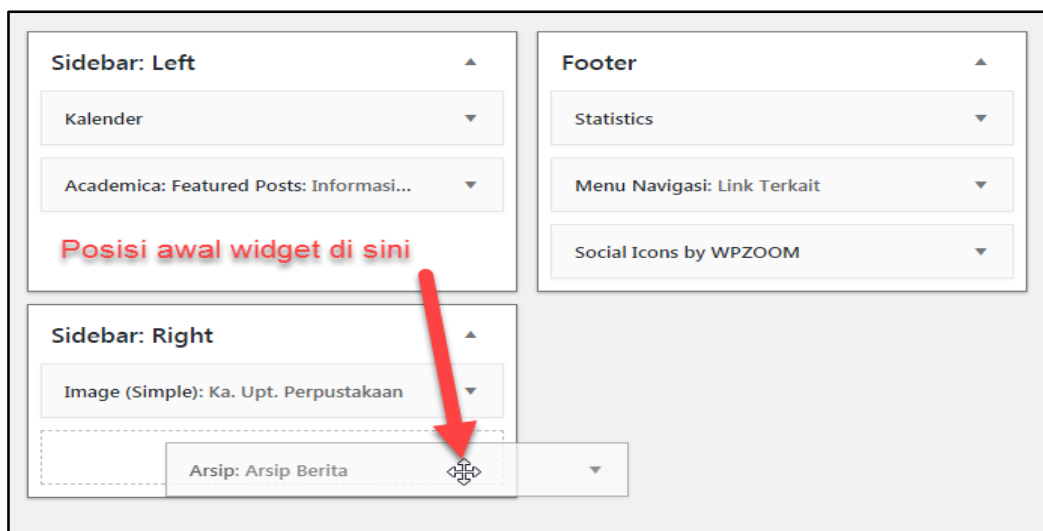 Sidebar: Left
Kalender
Academica: Featured Posts: Informasi...
Posisi awal widget di sini
Footer
Statistics
Menu Navigasi: Link Terkait
Social Icons by WPZOOM
Sidebar: Right
Image (Simple): Ka. Upt. Perpustakaan
Arsip: Arsip Berita